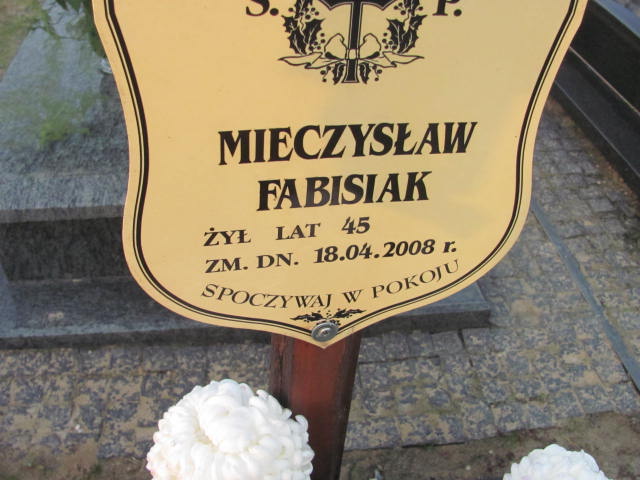 Ś. P.
MIECZYSŁAW
FABISIAK
ŻYŁ LAT 45
ZM. DN. 18.04.2008 r.
SPOCZYWAJ W POKOJU